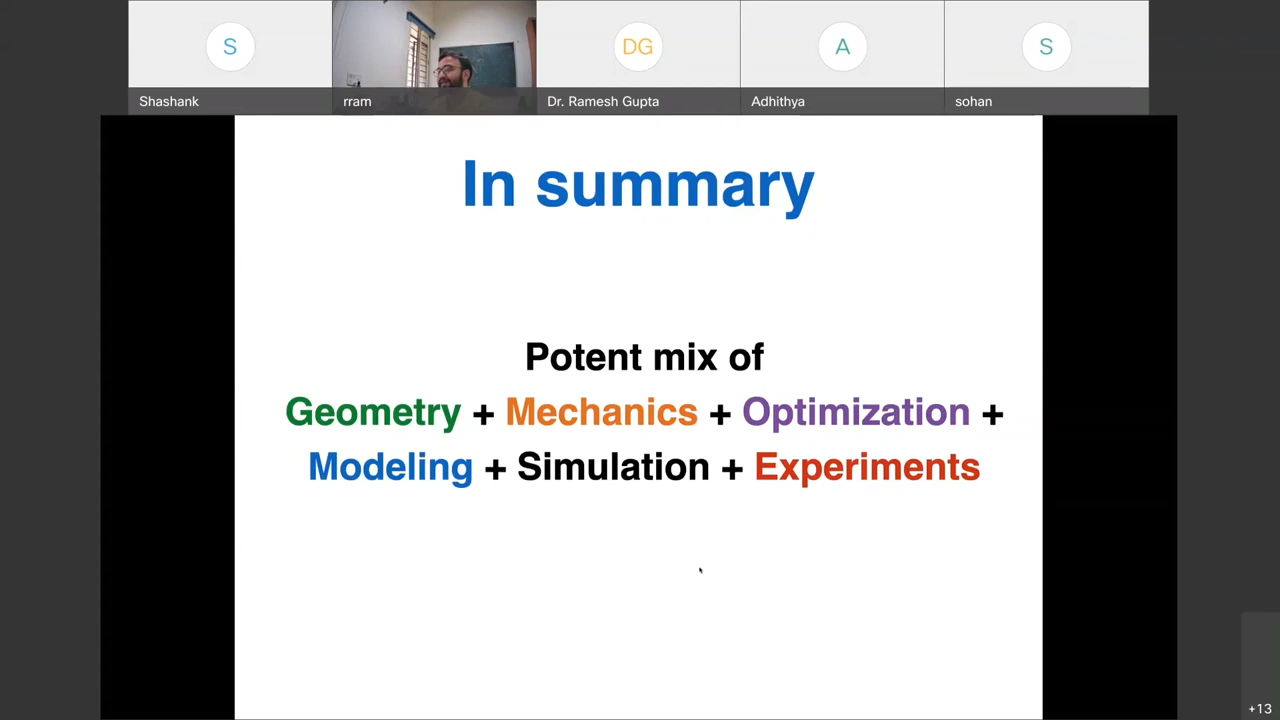 S
DG
A
S
Shashank
rram
Dr. Ramesh Gupta
Adhithya
sohan
In summary
Potent mix of
Geometry + Mechanics + Optimization +
Modeling + Simulation + Experiments
+13